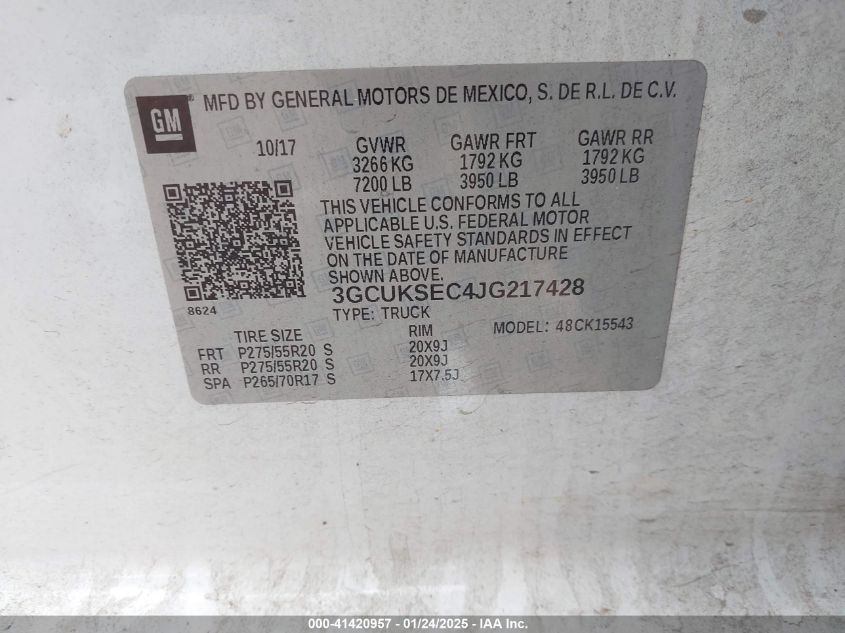 GM® MFD BY GENERAL MOTORS DE MEXICO, S. DE R.L. DE C.V.
10/17 GVWR GAWR FRT GAWR RR
3266 KG 1792 KG 1792 KG
7200 LB 3950 LB 3950 LB
THIS VEHICLE CONFORMS TO ALL
APPLICABLE U.S. FEDERAL MOTOR
VEHICLE SAFETY STANDARDS IN EFFECT
ON THE DATE OF MANUFACTURE
SHOWN ABOVE.
8624 3GCUKSEC4JG217428
TYPE: TRUCK
TIRE SIZE RIM MODEL: 48CK15543
FRT P275/55R20 S 20X9J
RR P275/55R20 S 20X9J
SPA P265/70R17 S 17X7.5J
000-41420957 - 01/24/2025 - IAA Inc.